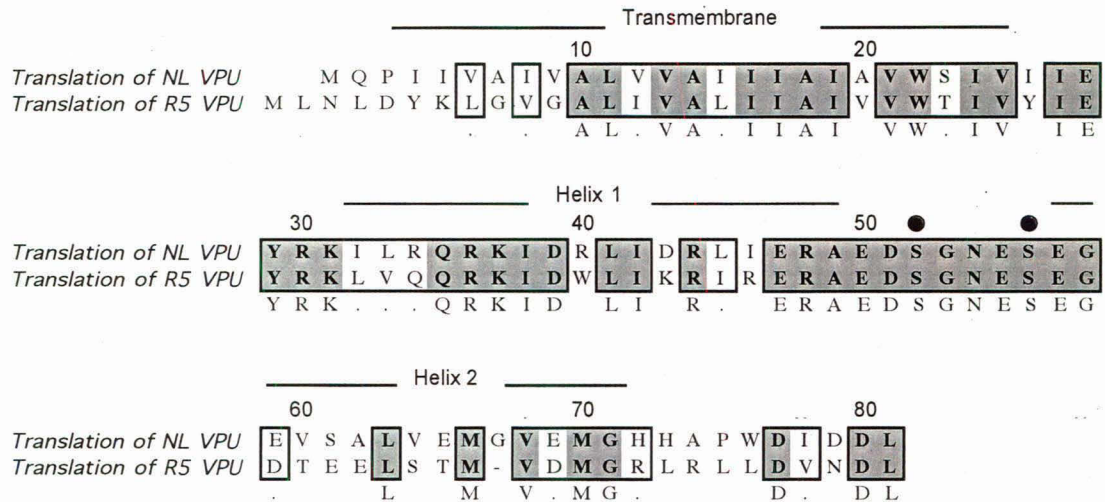 Transmembrane
10 20
Translation of NL VPU M Q P I I V A I V A L V V A I I I A I A V W S I V I I E
Translation of R5 VPU M L N L D Y K L G V G A L I V A L I I A I V V W T I V Y I E
. . A L . V A . I I A I V W . I V I E
Helix 1
30 40 50
Translation of NL VPU Y R K I L R Q R K I D R L I D R L I E R A E D S G N E S E G
Translation of R5 VPU Y R K L V Q Q R K I D W L I K R I R E R A E D S G N E S E G
Y R K . . . Q R K I D L I R . E R A E D S G N E S E G
Helix 2
60 70 80
Translation of NL VPU E V S A L V E M G V E M G H H A P W D I D D L
Translation of R5 VPU D T E E L S T M - V D M G R L R L L D V N D L
. L M V . M G . D . D L